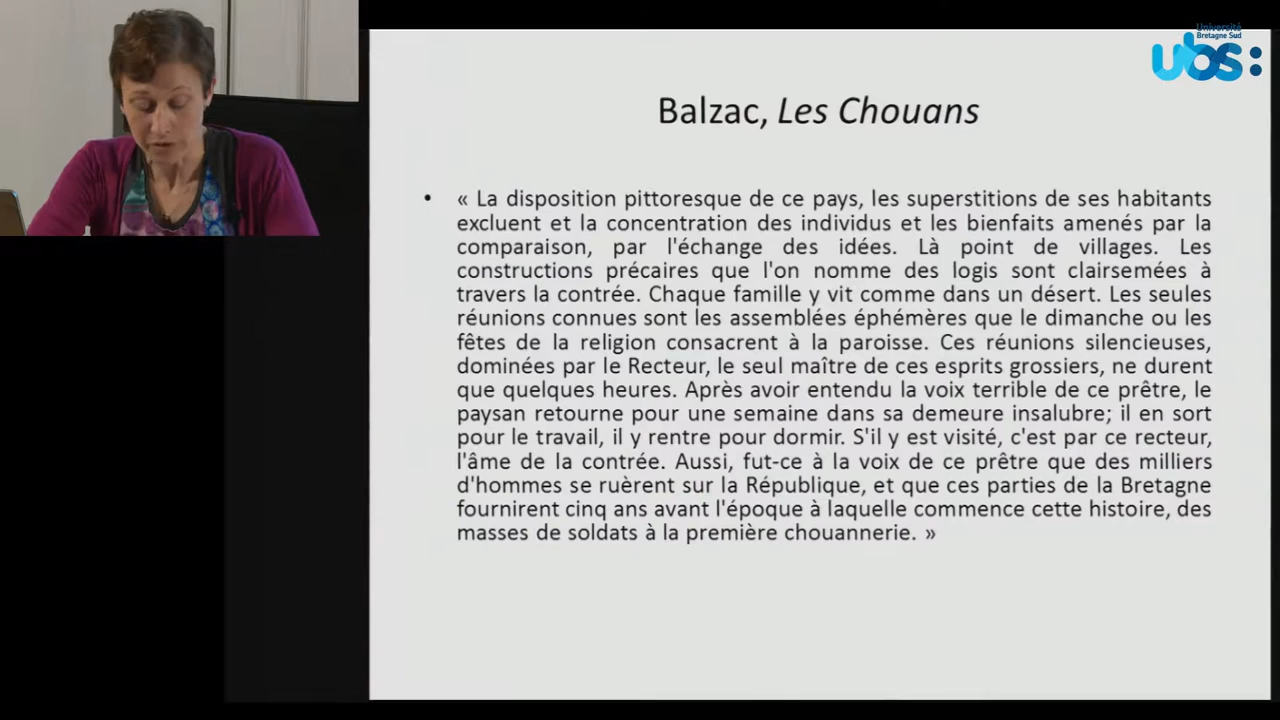 Université
Bretagne Sud
ubs:
Balzac, Les Chouans
• « La disposition pittoresque de ce pays, les superstitions de ses habitants
excluent et la concentration des individus et les bienfaits amenés par la
comparaison, par l'échange des idées. Là point de villages. Les
constructions précaires que l'on nomme des logis sont clairsemées à
travers la contrée. Chaque famille y vit comme dans un désert. Les seules
réunions connues sont les assemblées éphémères que le dimanche ou les
fêtes de la religion consacrent à la paroisse. Ces réunions silencieuses,
dominées par le Recteur, le seul maître de ces esprits grossiers, ne durent
que quelques heures. Après avoir entendu la voix terrible de ce prêtre, le
paysan retourne pour une semaine dans sa demeure insalubre; il en sort
pour le travail, il y rentre pour dormir. S'il y est visité, c'est par ce recteur,
l'âme de la contrée. Aussi, fut-ce à la voix de ce prêtre que des milliers
d'hommes se ruèrent sur la République, et que ces parties de la Bretagne
fournirent cinq ans avant l'époque à laquelle commence cette histoire, des
masses de soldats à la première chouannerie. »